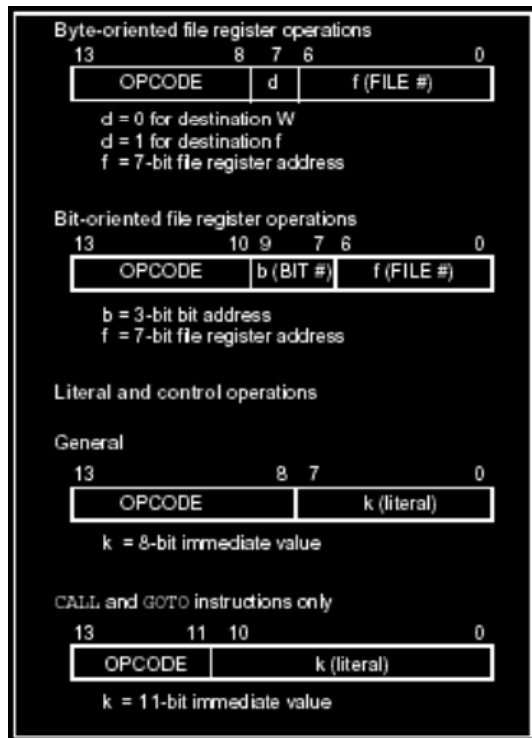 Byte-oriented file register operations
13 8 7 6 0
OPCODE d f (FILE #)
d = 0 for destination W
d = 1 for destination f
f = 7-bit file register address
Bit-oriented file register operations
13 10 9 7 6 0
OPCODE b (BIT #) f (FILE #)
b = 3-bit bit address
f = 7-bit file register address
Literal and control operations
General
13 8 7 0
OPCODE k (literal)
k = 8-bit immediate value
CALL and GOTO instructions only
13 11 10 0
OPCODE k (literal)
k = 11-bit immediate value